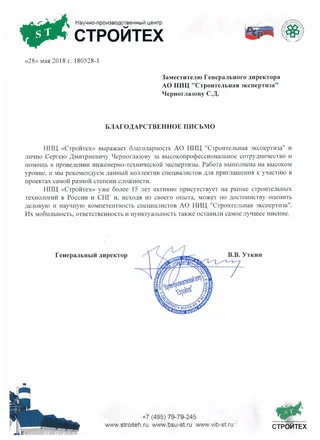 Научно-производственный центр
ST
СТРОЙТЕХ
«28» мая 2018 г. 180528-1
Заместителю Генерального директора
АО НИЦ "Строительная экспертиза"
Черноглазову С.Д.
БЛАГОДАРСТВЕННОЕ ПИСЬМО
НПЦ «Стройтех» выражает благодарность АО НИЦ "Строительная экспертиза" и
лично Сергею Дмитриевичу Черноглазову за высокопрофессиональное сотрудничество и
помощь в проведении инженерно-технической экспертизы. Работа выполнена на высоком
уровне, и мы рекомендуем данный коллектив специалистов для приглашения к участию в
проектах самой разной степени сложности.
НПЦ «Стройтех» уже более 15 лет активно присутствует на рынке строительных
технологий в России и СНГ и, исходя из своего опыта, может по достоинству оценить
деловую и научную компетентность специалистов АО НИЦ "Строительная экспертиза".
Их мобильность, ответственность и пунктуальность также оставили самое лучшее мнение.
Генеральный директор
В.В. Уткин
+7 (495) 79-79-245
www.stroiteh.ru www.bsu-st.ru www.vib-st.ru
ST
СТРОЙТЕХ